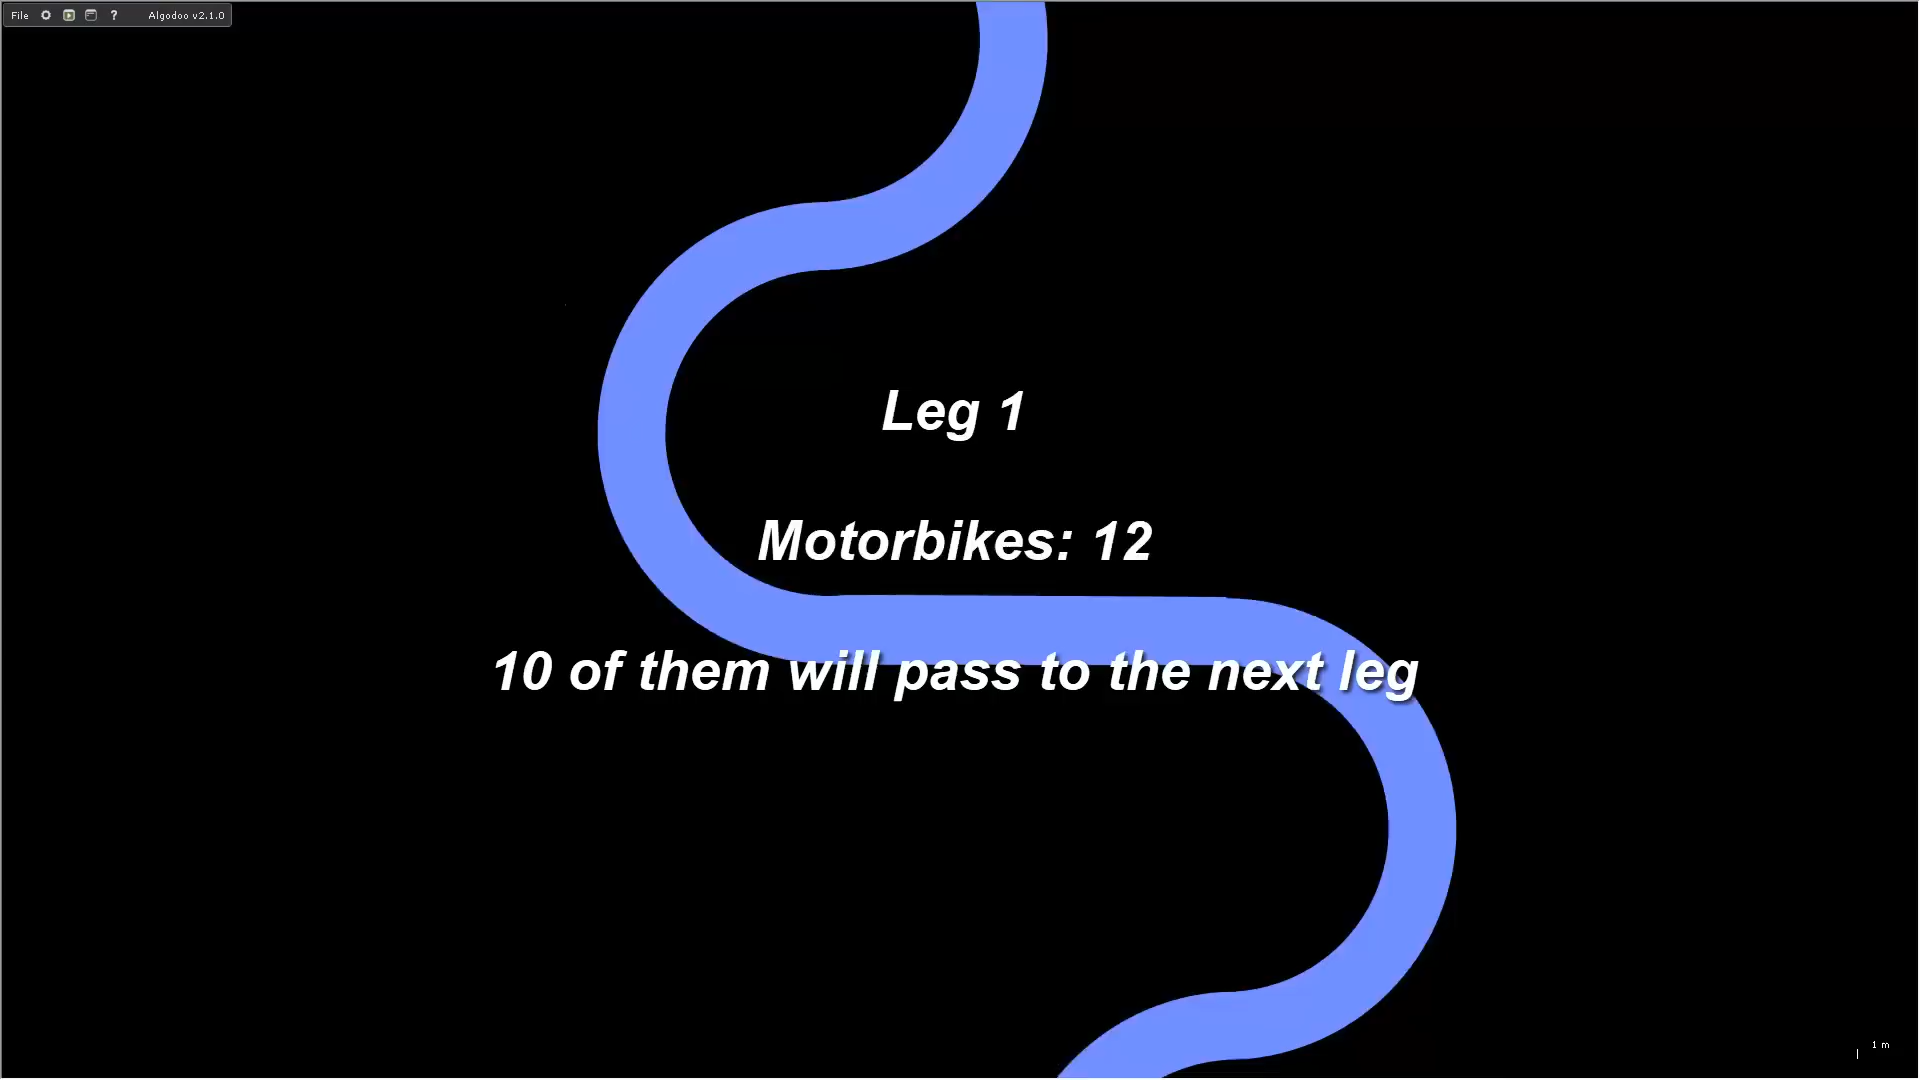 File ? Algodoo v2.1.0
Leg 1
Motorbikes: 12
10 of them will pass to the next leg
1 m